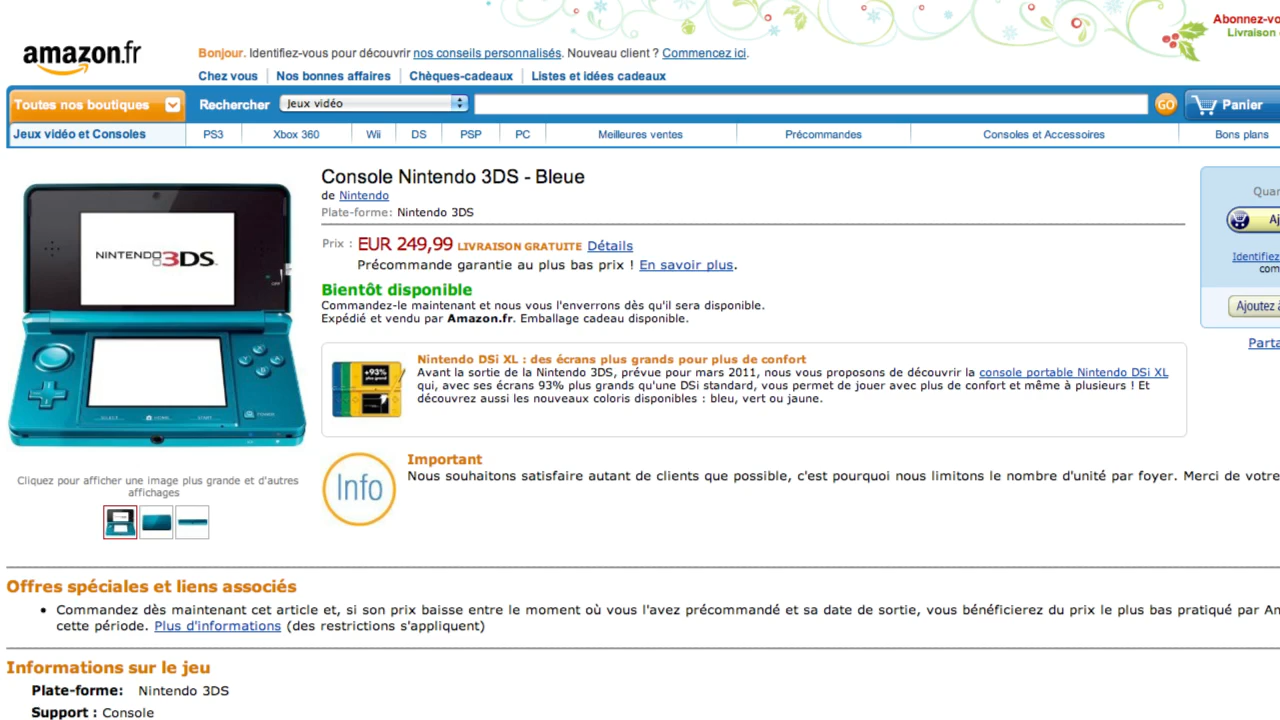 Abonnez-vo
Livraison
amazon.fr
Bonjour. Identifiez-vous pour découvrir nos conseils personnalisés. Nouveau client ? Commencez ici.
Chez vous
Nos bonnes affaires
Chèques-cadeaux
Listes et idées cadeaux
Toutes nos boutiques
Rechercher
Jeux vidéo
GO
Panier
Jeux vidéo et Consoles
PS3
Xbox 360
Wii
DS
PSP
PC
Meilleures ventes
Précommandes
Consoles et Accessoires
Bons plans
NINTENDO 3DS
Console Nintendo 3DS - Bleue
de Nintendo
Plate-forme: Nintendo 3DS
Prix : EUR 249,99 LIVRAISON GRATUITE Détails
Précommande garantie au plus bas prix ! En savoir plus.
Bientôt disponible
Commandez-le maintenant et nous vous l'enverrons dès qu'il sera disponible.
Expédié et vendu par Amazon.fr. Emballage cadeau disponible.
Quan
Aj
Identifiez
com
Ajoutez à
Parta
+93%
Nintendo DSi XL : des écrans plus grands pour plus de confort
Avant la sortie de la Nintendo 3DS, prévue pour mars 2011, nous vous proposons de découvrir la console portable Nintendo DSi XL
qui, avec ses écrans 93% plus grands qu'une DSi standard, vous permet de jouer avec plus de confort et même à plusieurs ! Et
découvrez aussi les nouveaux coloris disponibles : bleu, vert ou jaune.
Info
Important
Nous souhaitons satisfaire autant de clients que possible, c'est pourquoi nous limitons le nombre d'unité par foyer. Merci de votre
Cliquez pour afficher une image plus grande et d'autres
affichages
Offres spéciales et liens associés
• Commandez dès maintenant cet article et, si son prix baisse entre le moment où vous l'avez précommandé et sa date de sortie, vous bénéficierez du prix le plus bas pratiqué par Am
cette période. Plus d'informations (des restrictions s'appliquent)
Informations sur le jeu
Plate-forme: Nintendo 3DS
Support : Console